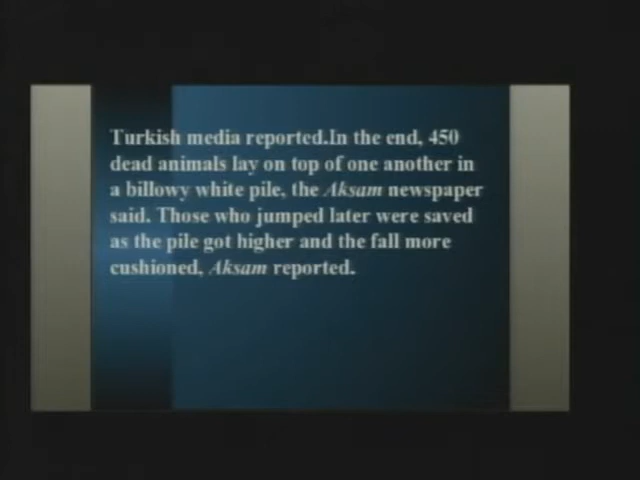 Turkish media reported.In the end, 450
dead animals lay on top of one another in
a billowy white pile, the Aksam newspaper
said. Those who jumped later were saved
as the pile got higher and the fall more
cushioned, Aksam reported.